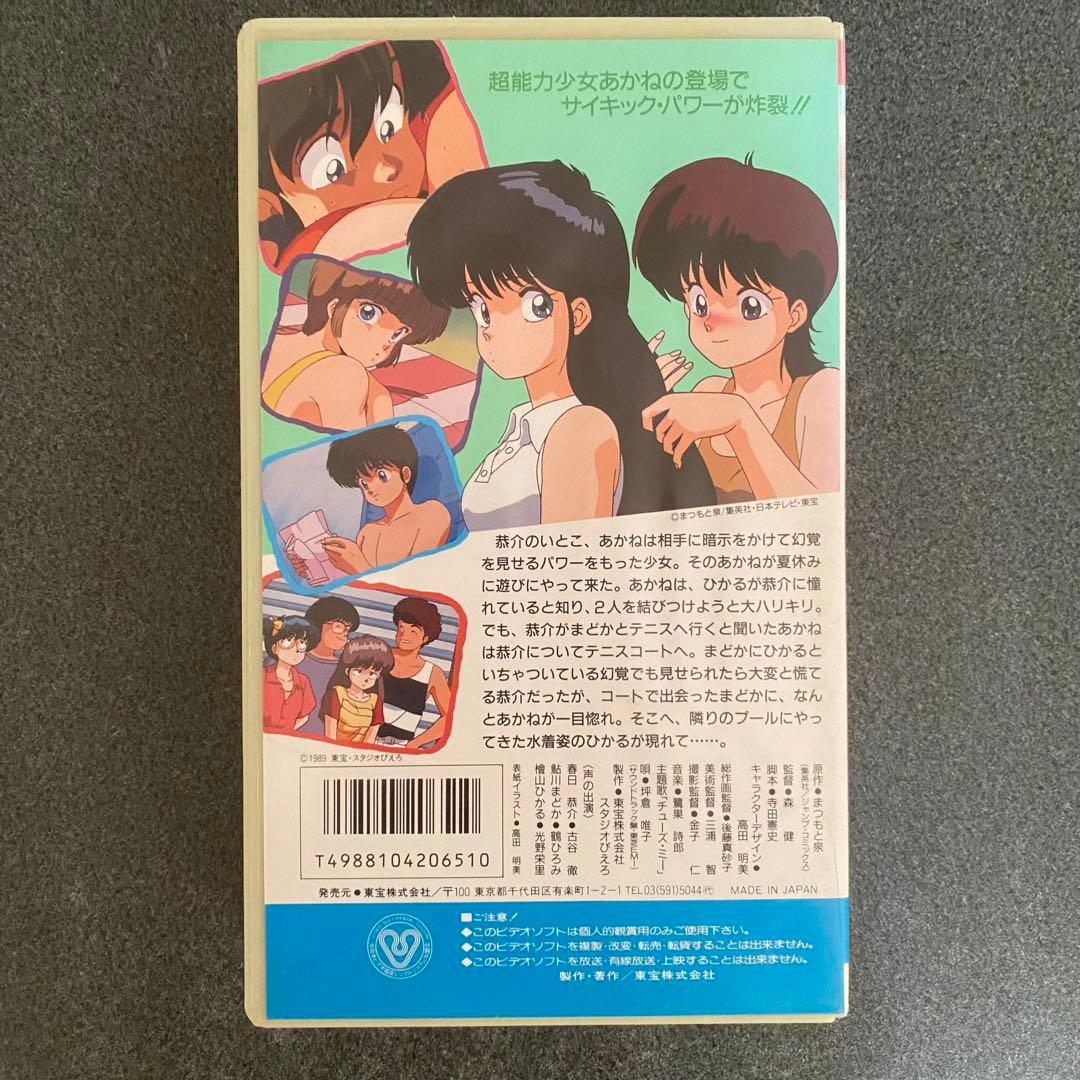 超能力少女あかねの登場で
サイキック・パワーが炸裂!!
©まつもと泉/集英社・日本テレビ・東宝
恭介のいとこ、あかねは相手に暗示をかけて幻覚
を見せるパワーをもった少女。そのあかねが夏休み
に遊びにやって来た。あかねは、ひかるが恭介に憧
れていると知り、2人を結びつけようと大ハリキリ。
でも、恭介がまどかとテニスへ行くと聞いたあかね
は恭介についてテニスコートへ。まどかにひかると
いちゃついている幻覚でも見せられたら大変と慌て
る恭介だったが、コートで出会ったまどかに、なん
とあかねが一目惚れ。そこへ、隣りのプールにやっ
てきた水着姿のひかるが現れて……。
©1989 東宝・スタジオぴえろ
原作●まつもと泉
(集英社/ジャンプ・コミックス)
監督●森 健
脚本●寺田憲史
キャラクターデザイン●
高田 明美
総作画監督●後藤真砂子
美術監督●三浦 智
撮影監督●金子 仁
音楽●鷺巣 詩郎
主題歌「チューズ・ミー」
唄●坪倉 唯子
(サウンドトラック盤・東芝EMI)
製作●東宝株式会社
スタジオぴえろ
〈声の出演〉
春日 恭介●古谷 徹
鮎川まどか●鶴ひろみ
檜山ひかる●光野栄里
表紙イラスト●高田 明美
T4988104206510
発売元●東宝株式会社/〒100 東京都千代田区有楽町1-2-1 TEL03(591)5044㈹ MADE IN JAPAN
■ご注意!
◆このビデオソフトは個人的観賞用のみご使用下さい。
◆このビデオソフトを複製・改変・転売・転貸することは出来ません。
◆このビデオソフトを放送・有線放送・上映することは出来ません。
製作・著作/東宝株式会社